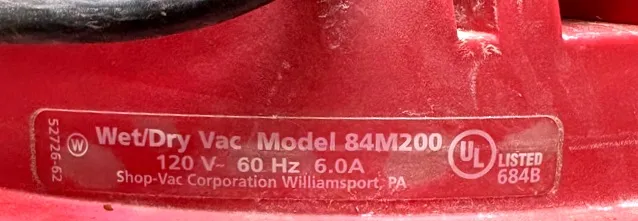 52726-62
W Wet/Dry Vac Model 84M200
120 V~ 60 Hz 6.0A
Shop-Vac Corporation Williamsport, PA
UL LISTED
684B